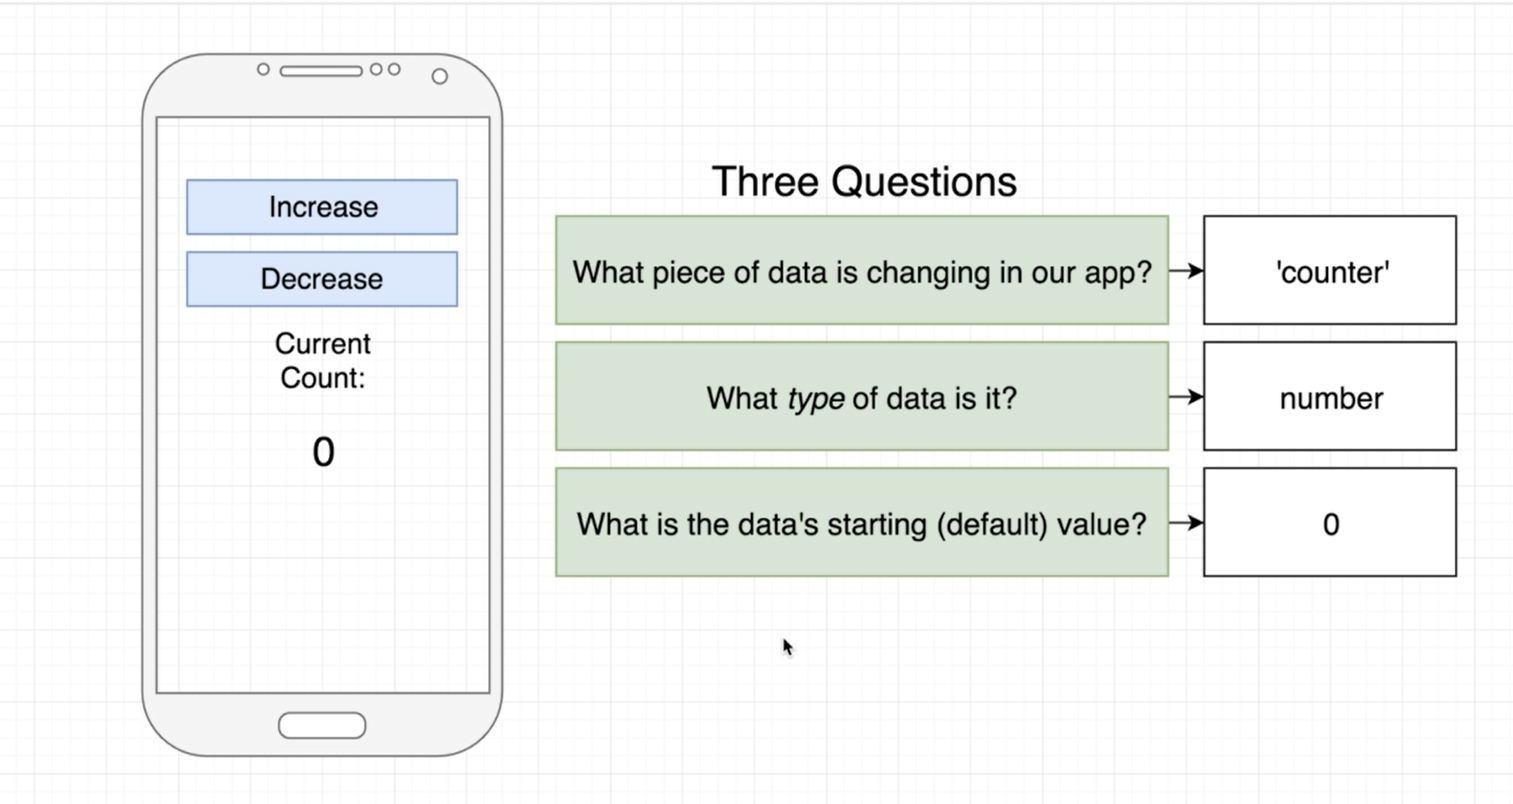 Increase
Decrease
Current
Count:
0
Three Questions
What piece of data is changing in our app?
'counter'
What type of data is it?
number
What is the data's starting (default) value?
0